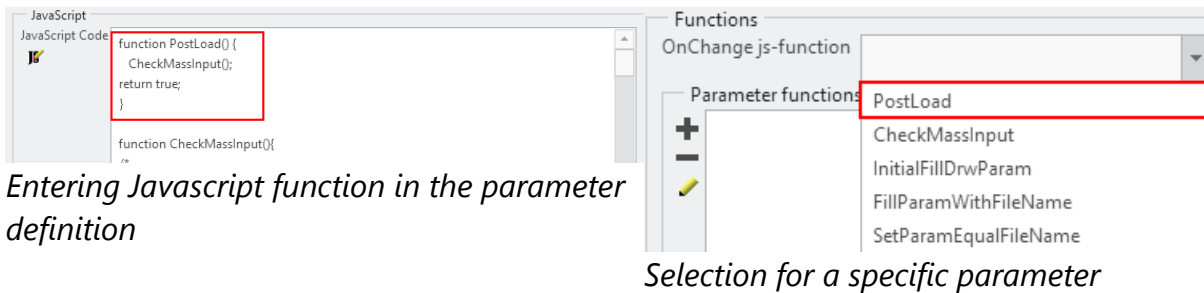 JavaScript
JavaScript Code
function PostLoad() {
CheckMassInput();
return true;
}
function CheckMassInput(){
/*
Entering Javascript function in the parameter
definition
Functions
OnChange js-function
Parameter functions
PostLoad
CheckMassInput
InitialFillDrwParam
FillParamWithFileName
SetParamEqualFileName
Selection for a specific parameter